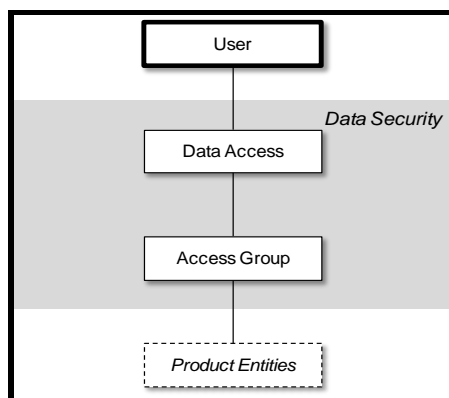 User
Data Security
Data Access
Access Group
Product Entities